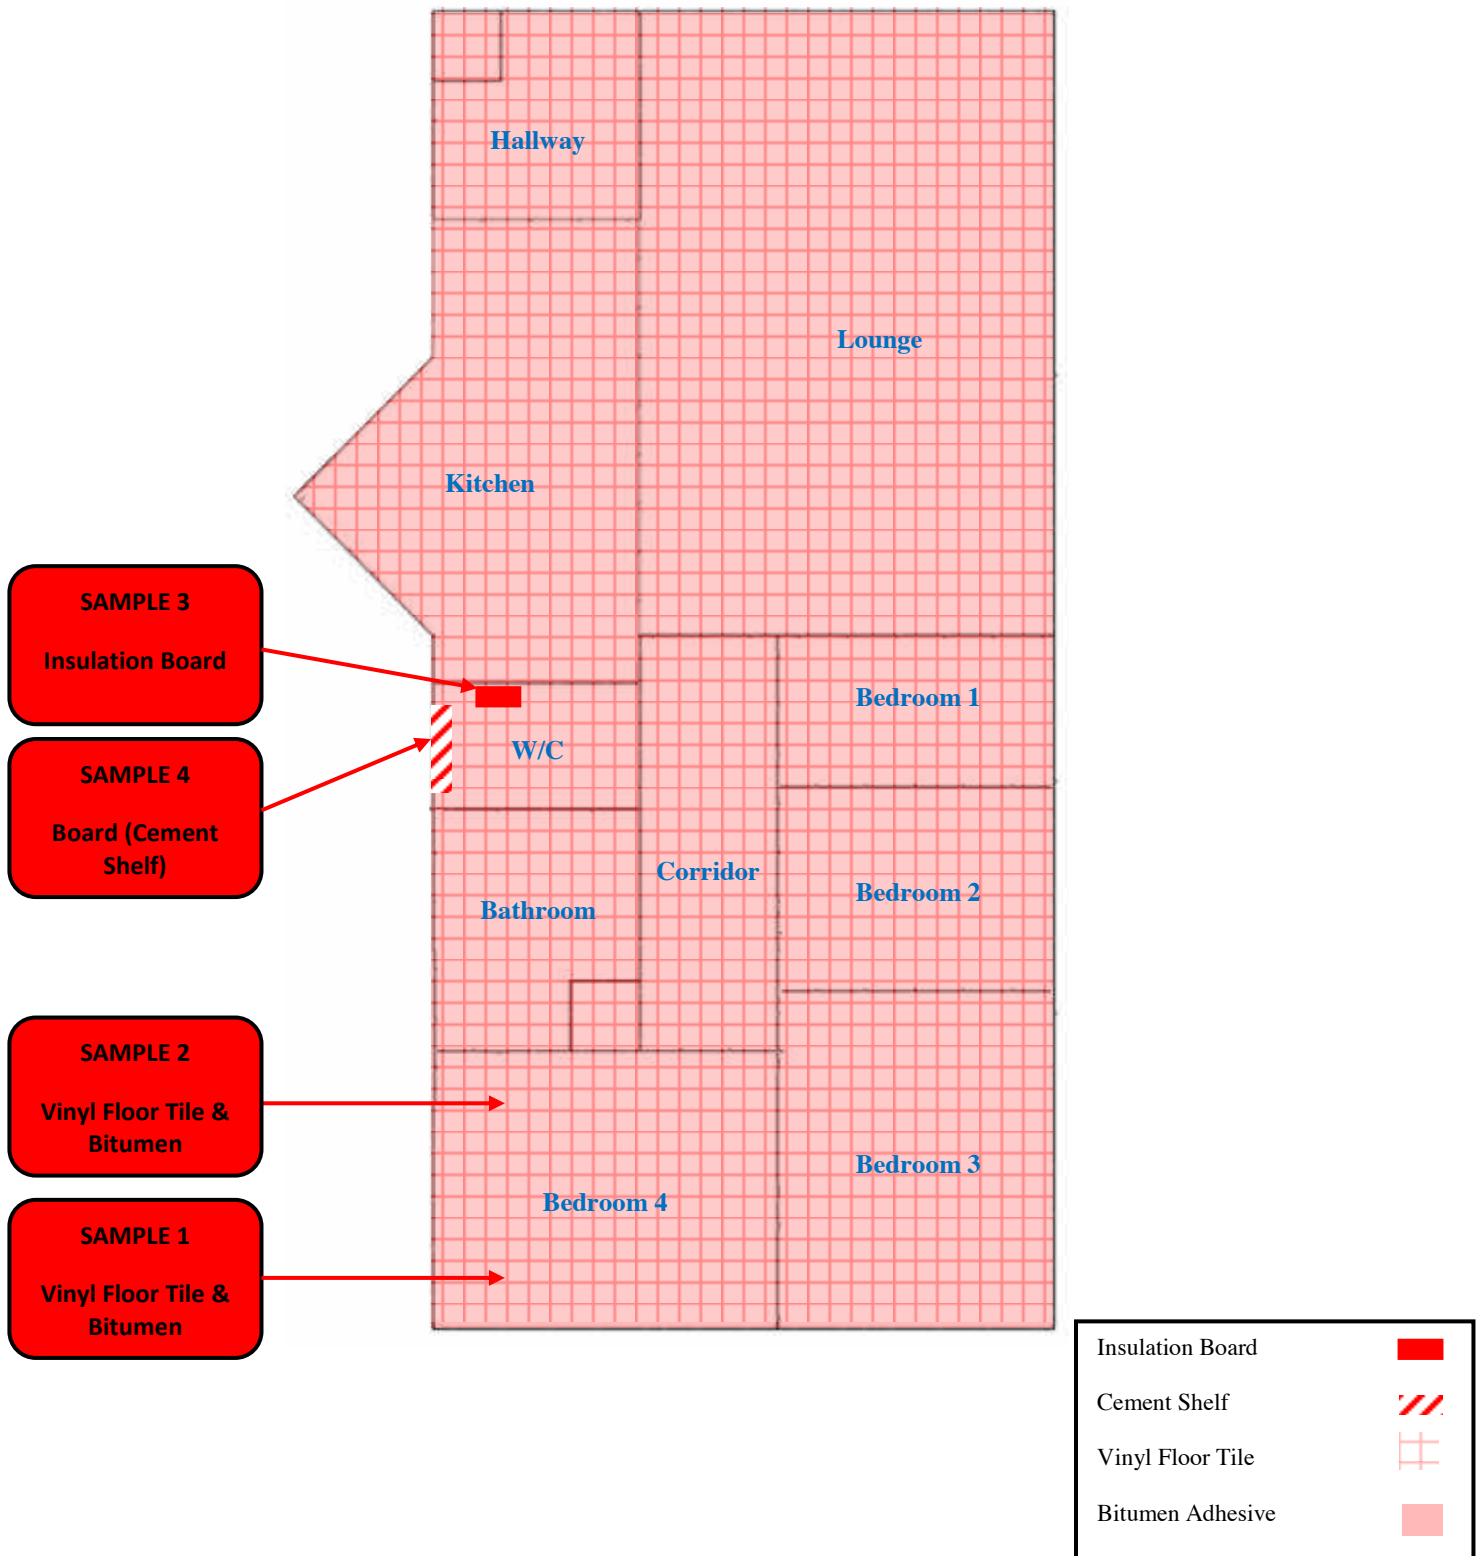 Hallway
Lounge
Kitchen
SAMPLE 3
Insulation Board
Bedroom 1
W/C
SAMPLE 4
Board (Cement
Shelf)
Corridor
Bedroom 2
Bathroom
SAMPLE 2
Vinyl Floor Tile &
Bitumen
Bedroom 3
Bedroom 4
SAMPLE 1
Vinyl Floor Tile &
Bitumen
Insulation Board
Cement Shelf
Vinyl Floor Tile
Bitumen Adhesive